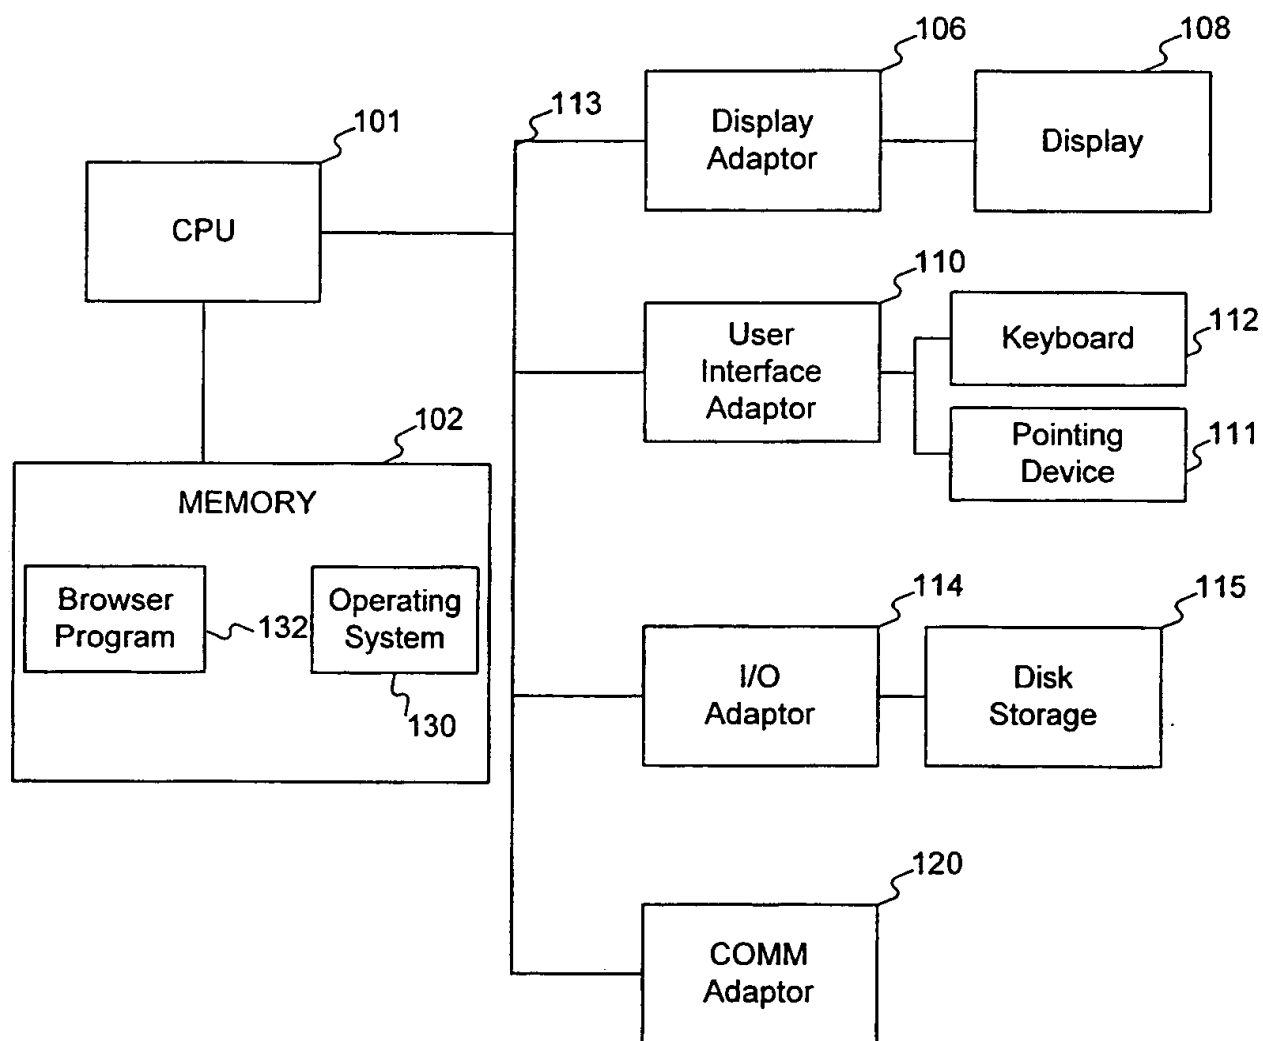 106
108
113
101
Display
Adaptor
Display
CPU
110
User
Interface
Adaptor
Keyboard
112
102
Pointing
Device
111
MEMORY
Browser
Program
132
Operating
System
130
114
115
I/O
Adaptor
Disk
Storage
120
COMM
Adaptor